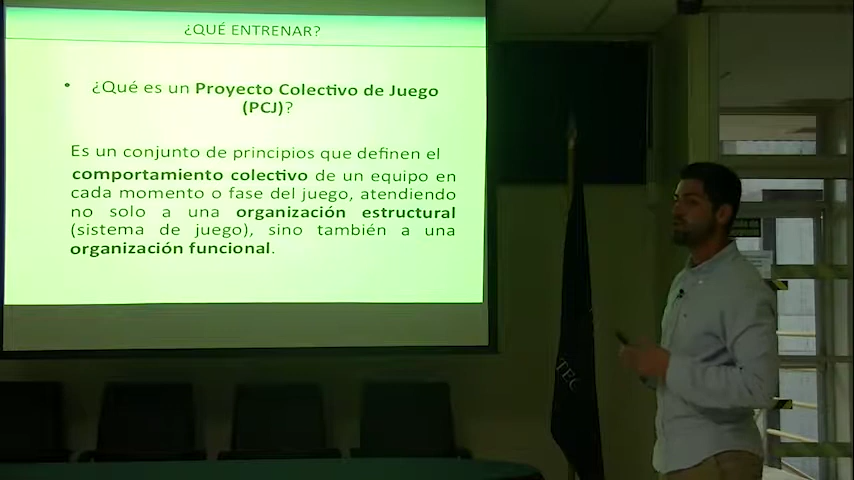 ¿QUÉ ENTRENAR?
• ¿Qué es un Proyecto Colectivo de Juego
(PCJ)?
Es un conjunto de principios que definen el
comportamiento colectivo de un equipo en
cada momento o fase del juego, atendiendo
no solo a una organización estructural
(sistema de juego), sino también a una
organización funcional.
TEC